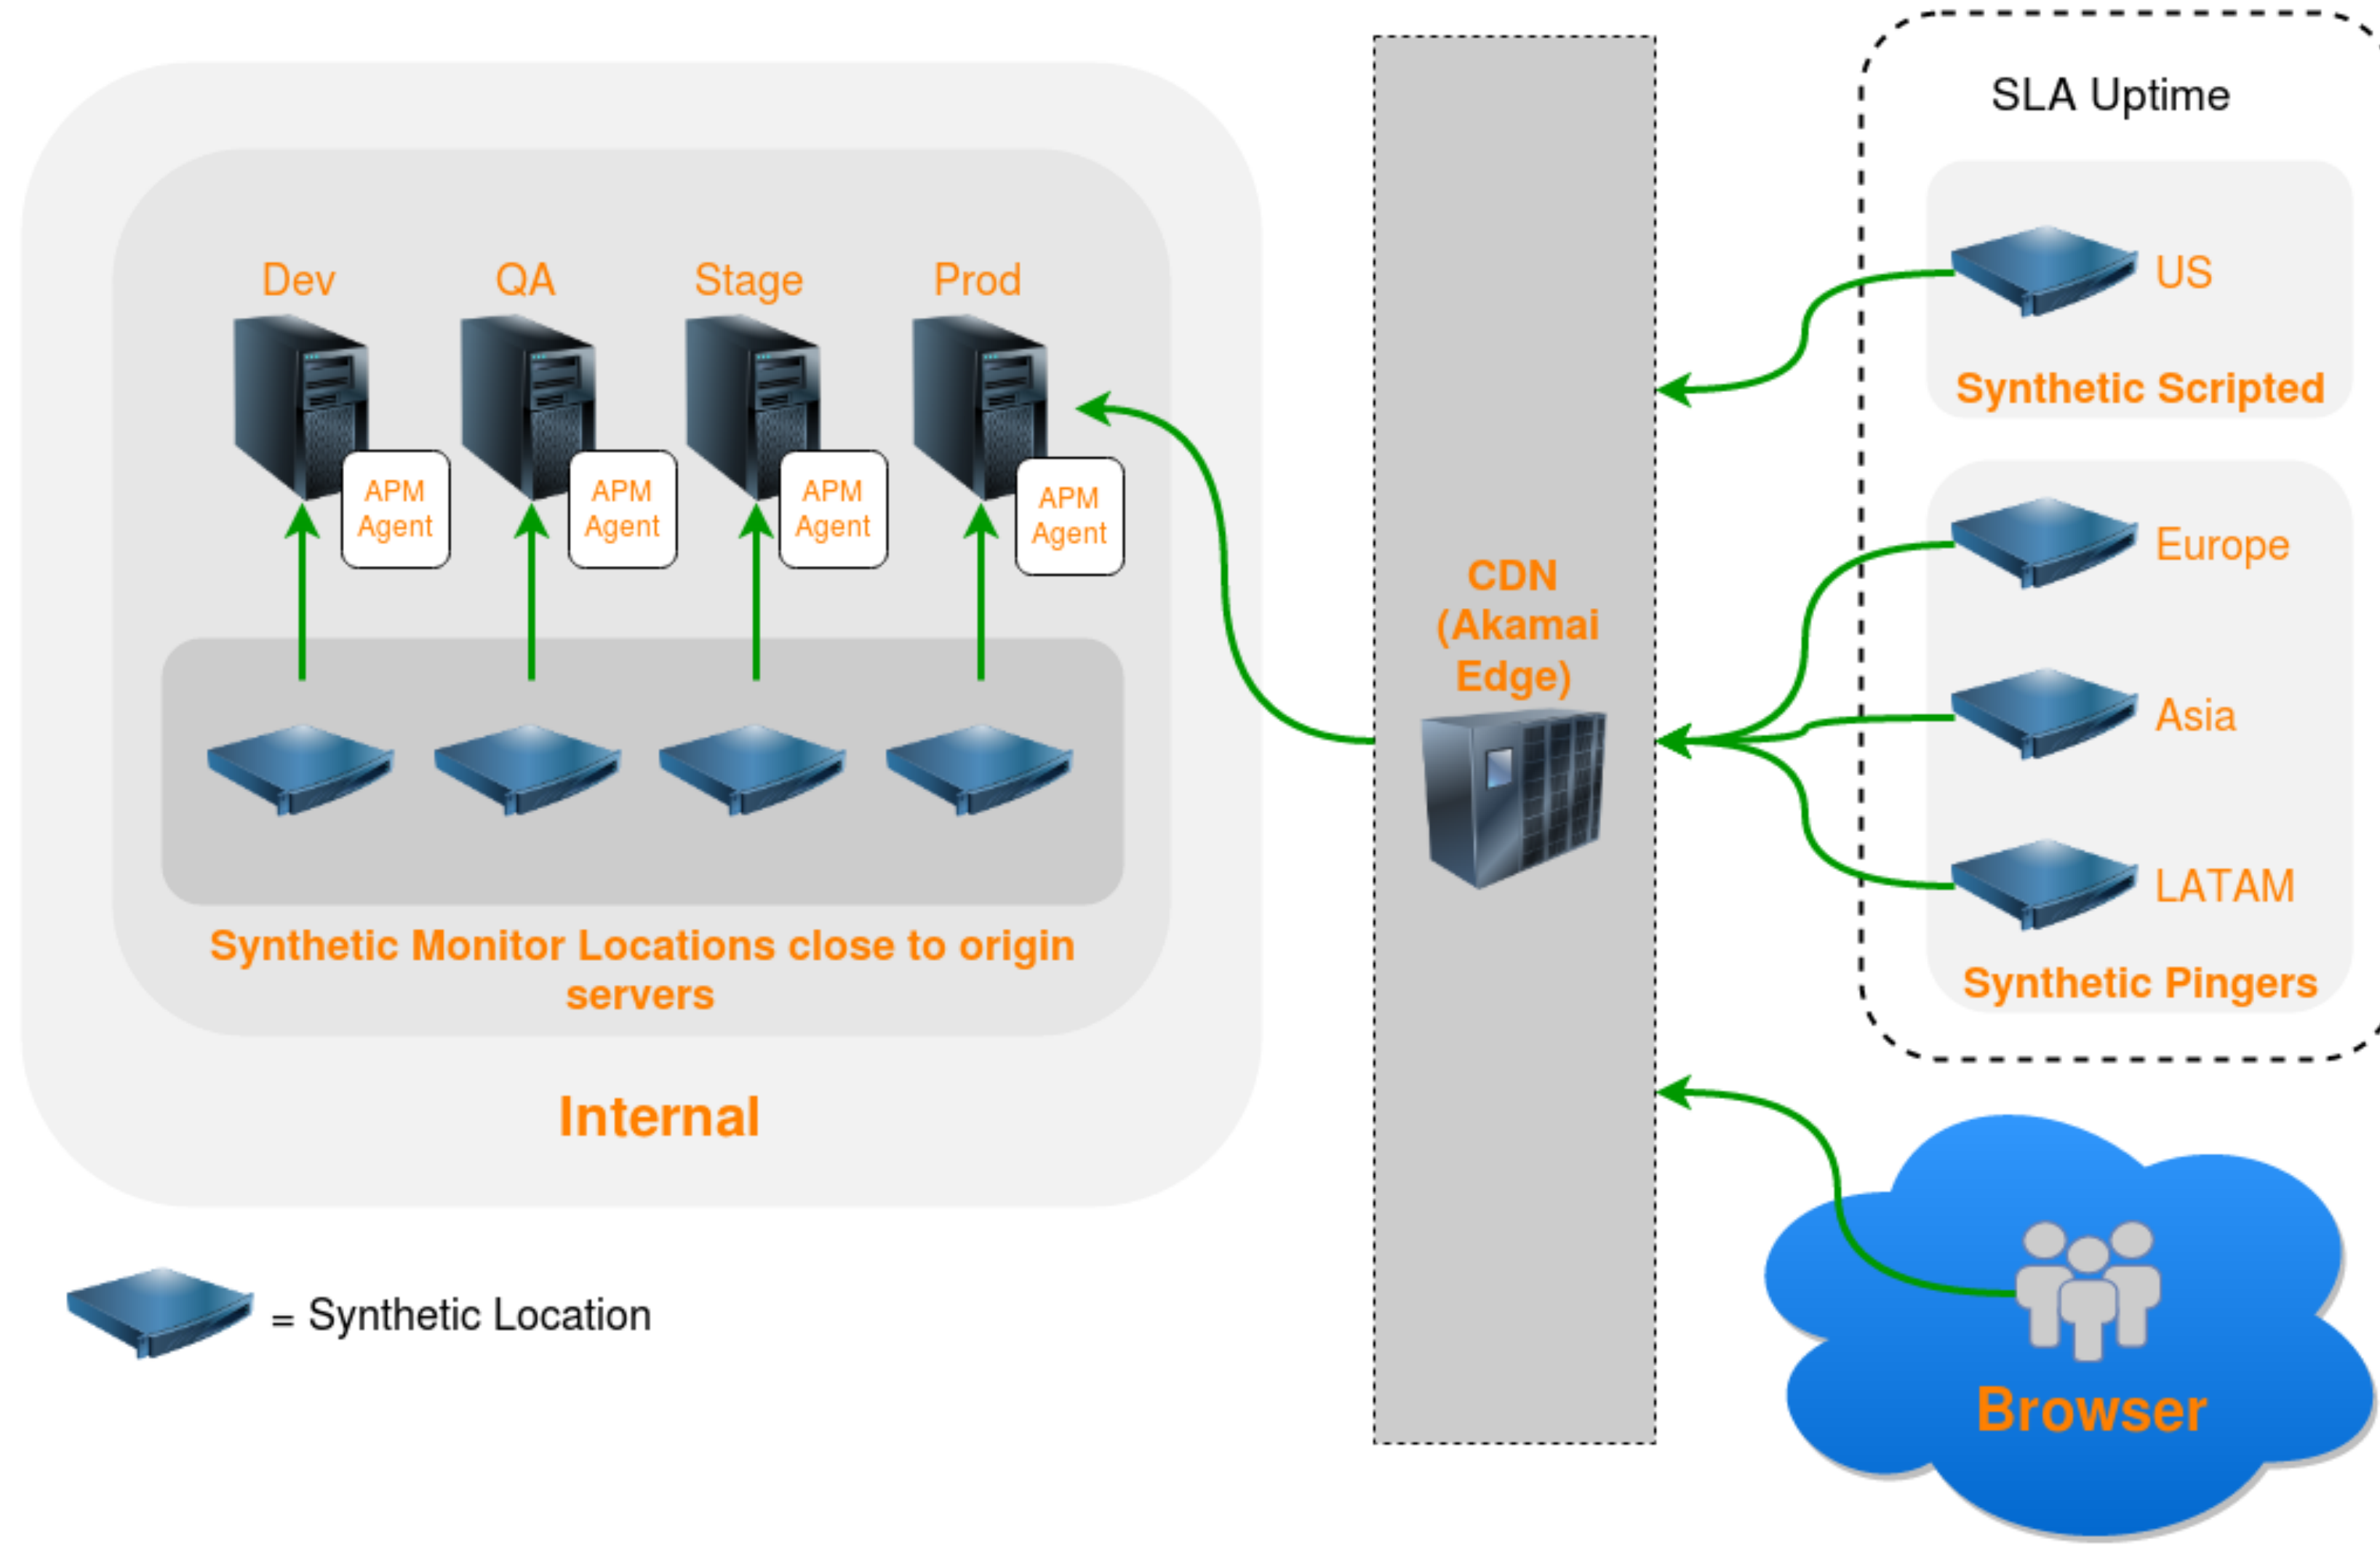 SLA Uptime
Dev
QA
Stage
Prod
APM
Agent
APM
Agent
APM
Agent
APM
Agent
Synthetic Monitor Locations close to origin
servers
Internal
= Synthetic Location
CDN
(Akamai
Edge)
US
Synthetic Scripted
Europe
Asia
LATAM
Synthetic Pingers
Browser